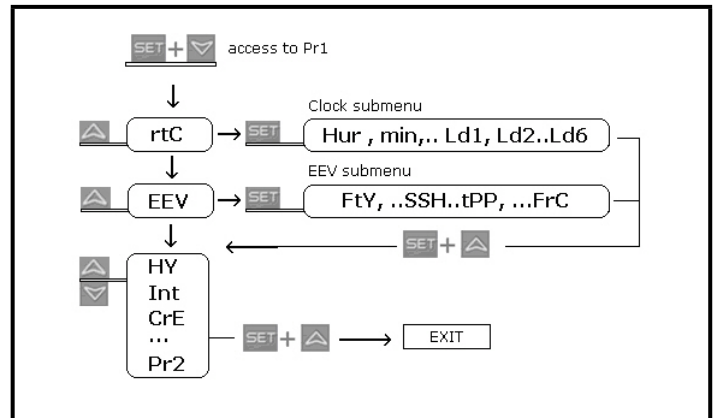 SET + access to Pr1
Clock submenu
rtC SET Hur , min,.. Ld1, Ld2..Ld6
EEV submenu
EEV SET FtY, ..SSH..tPP, ...FrC
SET +
HY
Int
CrE
...
Pr2
SET + EXIT